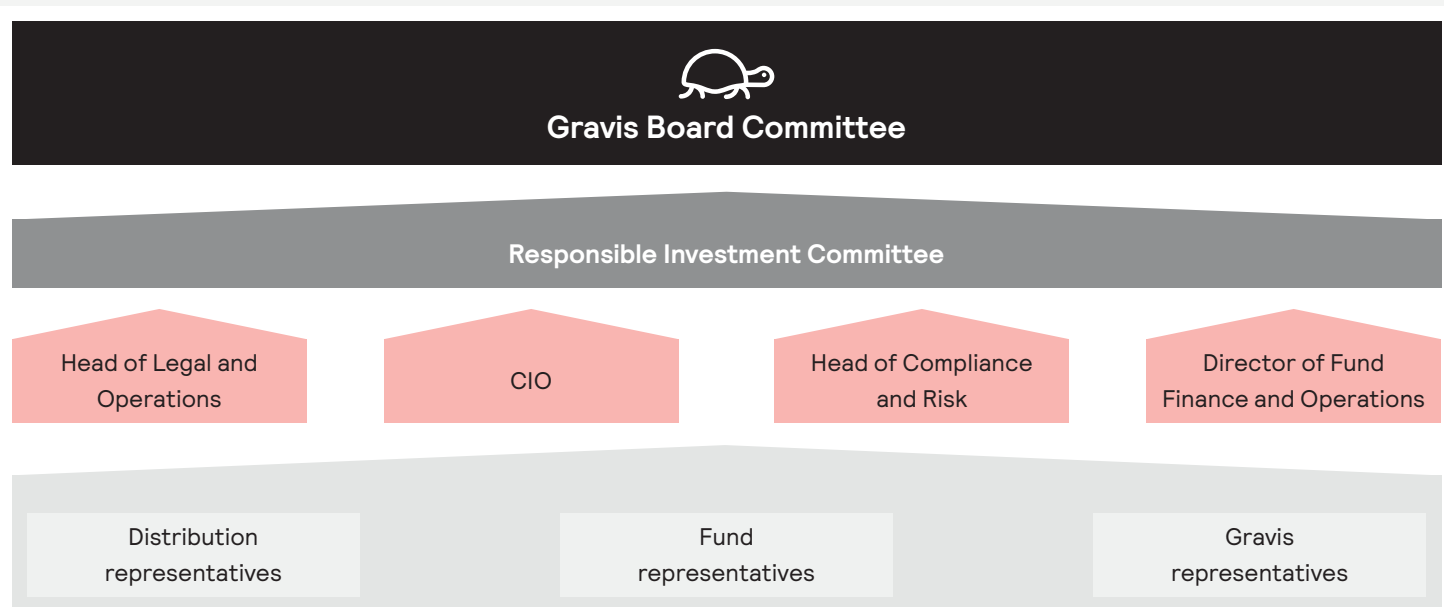 Gravis Board Committee
Responsible Investment Committee
Head of Legal and
Operations
CIO
Head of Compliance
and Risk
Director of Fund
Finance and Operations
Distribution
representatives
Fund
representatives
Gravis
representatives